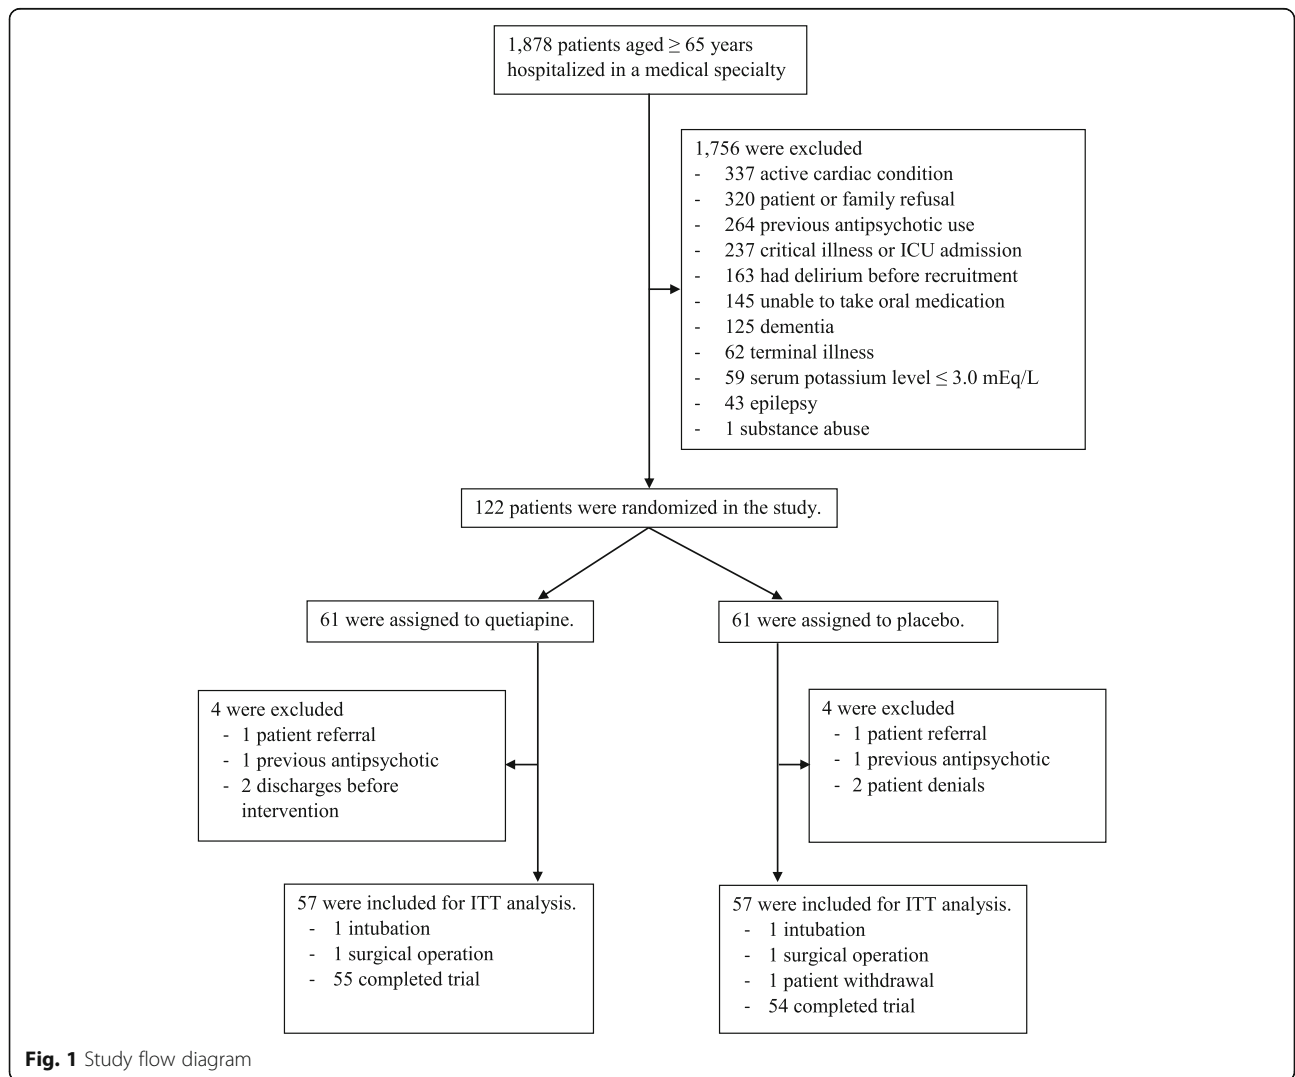 1,878 patients aged ≥ 65 years
hospitalized in a medical specialty
1,756 were excluded
- 337 active cardiac condition
- 320 patient or family refusal
- 264 previous antipsychotic use
- 237 critical illness or ICU admission
- 163 had delirium before recruitment
- 145 unable to take oral medication
- 125 dementia
- 62 terminal illness
- 59 serum potassium level ≤ 3.0 mEq/L
- 43 epilepsy
- 1 substance abuse
122 patients were randomized in the study.
61 were assigned to quetiapine.
61 were assigned to placebo.
4 were excluded
- 1 patient referral
- 1 previous antipsychotic
- 2 discharges before
intervention
4 were excluded
- 1 patient referral
- 1 previous antipsychotic
- 2 patient denials
57 were included for ITT analysis.
- 1 intubation
- 1 surgical operation
- 55 completed trial
57 were included for ITT analysis.
- 1 intubation
- 1 surgical operation
- 1 patient withdrawal
- 54 completed trial
Fig. 1 Study flow diagram